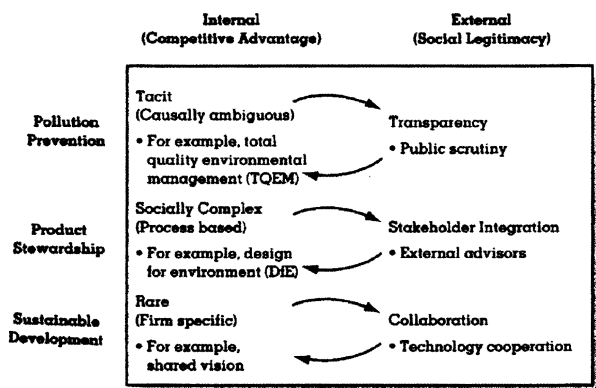 Internal
(Competitive Advantage)
External
(Social Legitimacy)
Pollution
Prevention
Tacit
(Causally ambiguous)
• For example, total
quality environmental
management (TQEM)
Transparency
• Public scrutiny
Product
Stewardship
Socially Complex
(Process based)
• For example, design
for environment (DfE)
Stakeholder Integration
• External advisors
Sustainable
Development
Rare
(Firm specific)
• For example,
shared vision
Collaboration
• Technology cooperation